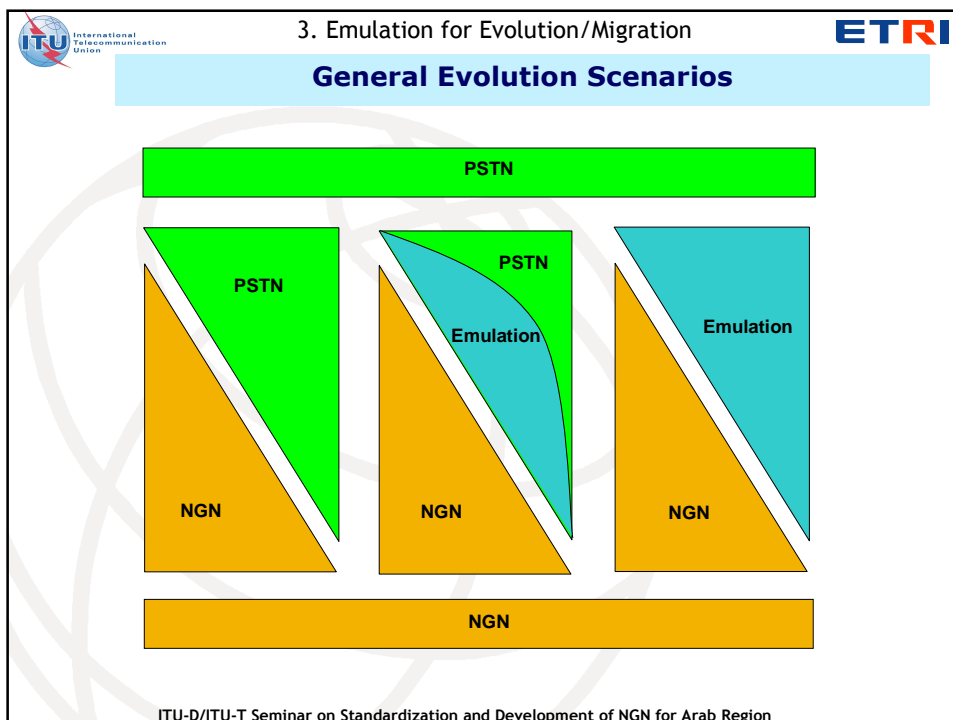 ITU
International
Telecommunication
Union
3. Emulation for Evolution/Migration
ETRI
General Evolution Scenarios
PSTN
PSTN
PSTN
Emulation
Emulation
NGN
NGN
NGN
NGN
ITU-D/ITU-T Seminar on Standardization and Development of NGN for Arab Region